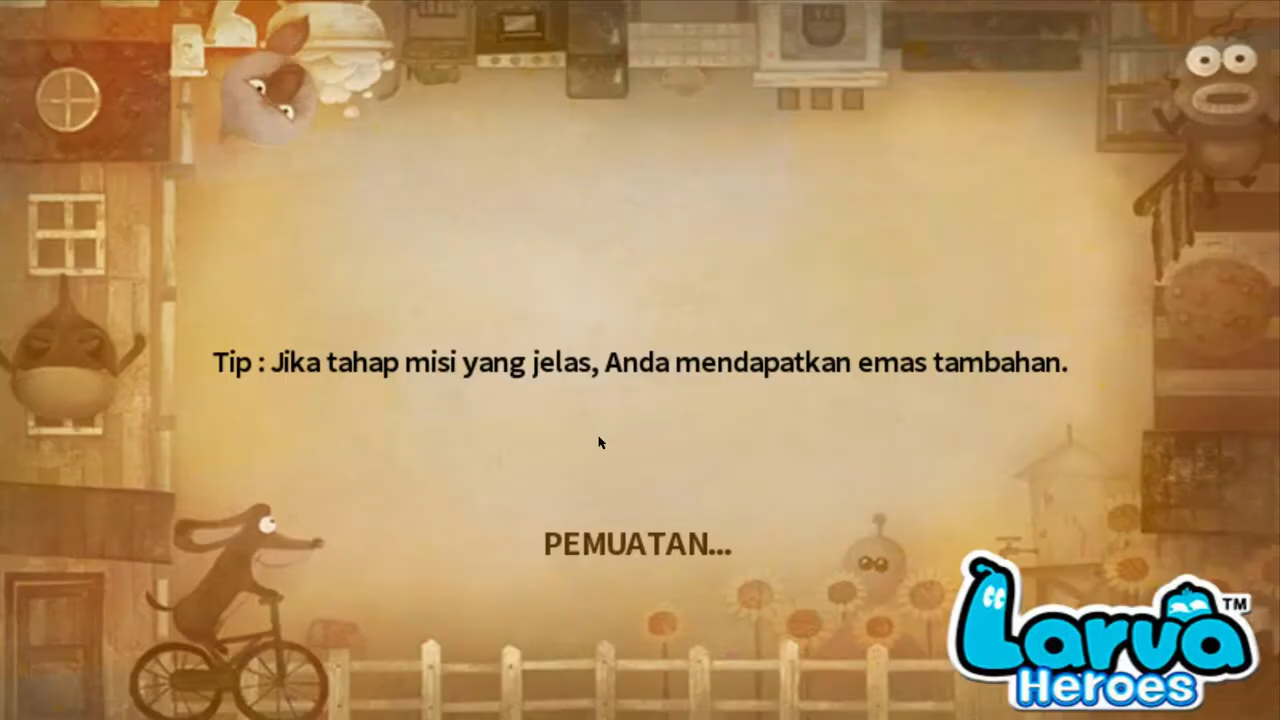 Tip : Jika tahap misi yang jelas, Anda mendapatkan emas tambahan.
PEMUATAN...
Larva TM
Heroes